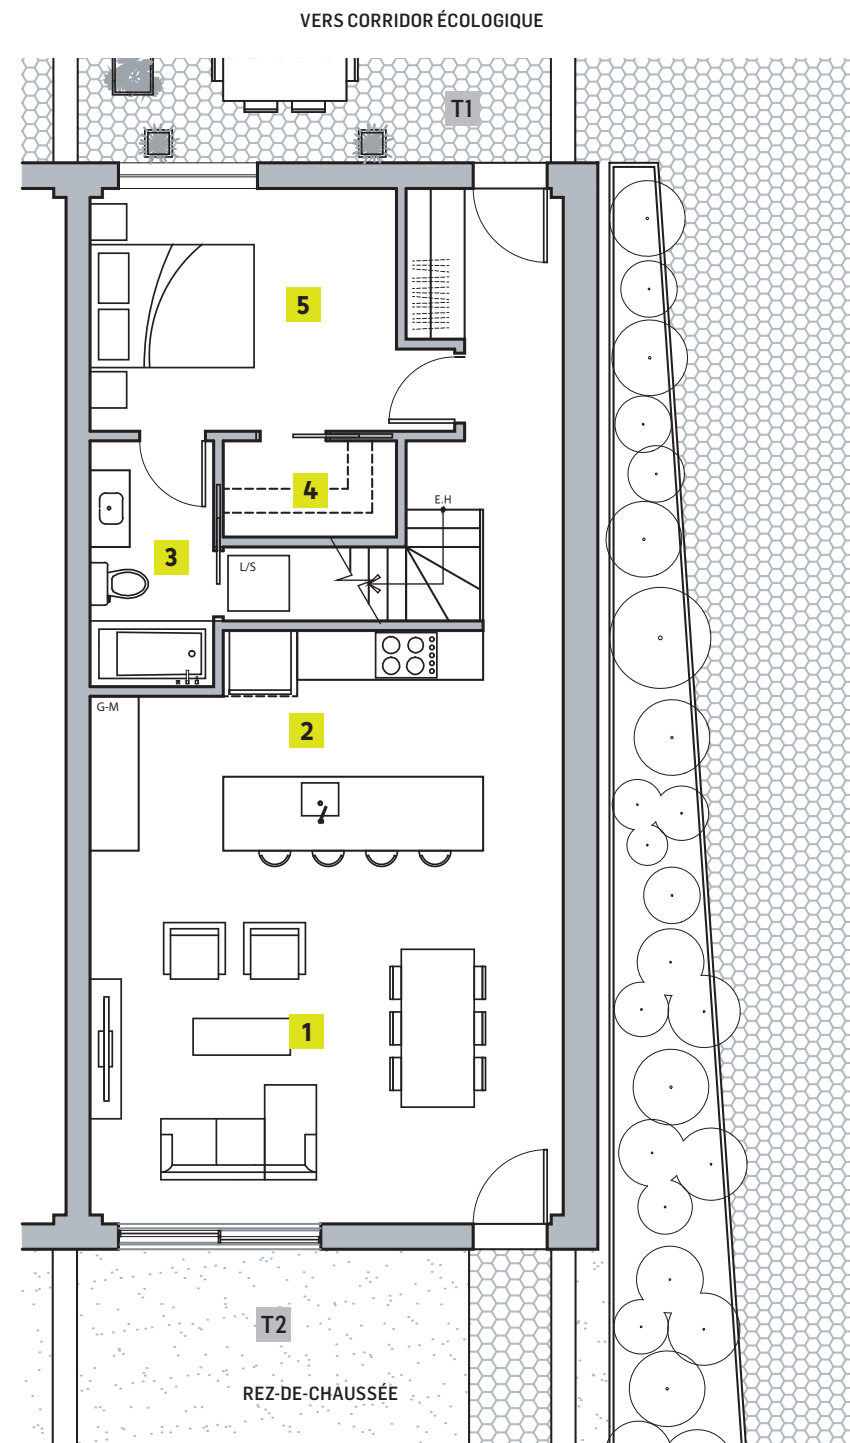 VERS CORRIDOR ÉCOLOGIQUE
T1
5
4
E.H
3
L/S
G-M
2
1
T2
REZ-DE-CHAUSSÉE